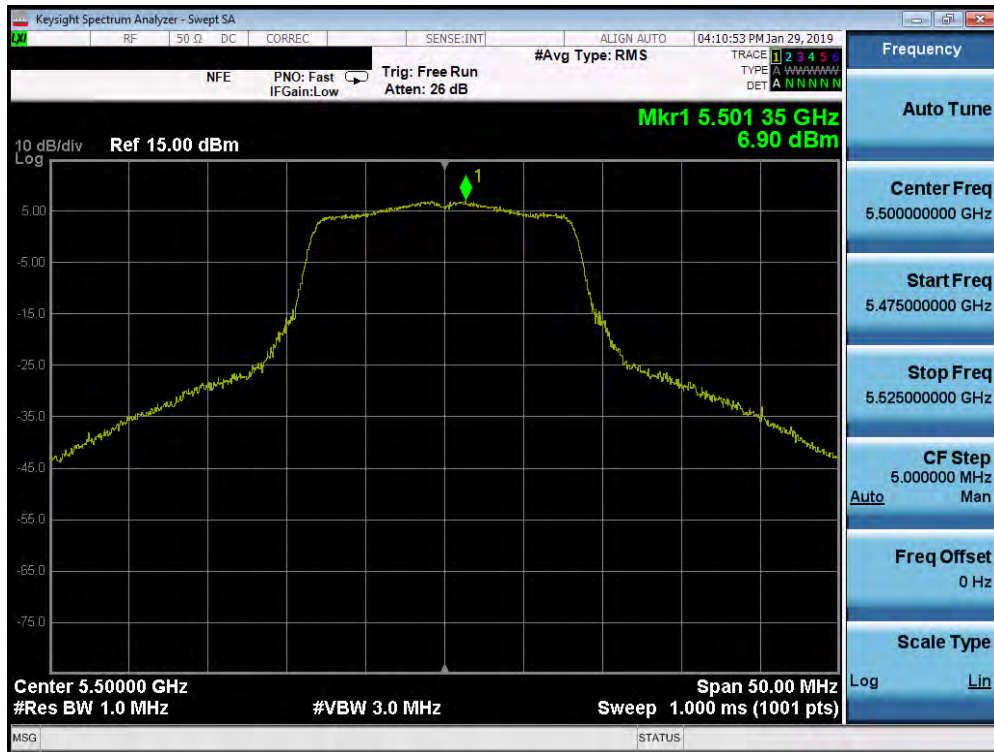 Keysight Spectrum Analyzer - Swept SA
LXI RF 50 Ω DC CORREC SENSE:INT ALIGN AUTO 04:10:53 PM Jan 29, 2019
#Avg Type: RMS
TRACE 1 2 3 4 5 6
TYPE A W W W W W
DET A N N N N N
NFE PNO: Fast Trig: Free Run
IFGain:Low Atten: 26 dB
Mkr1 5.501 35 GHz
6.90 dBm
10 dB/div Ref 15.00 dBm
Log
1
5.00
-5.00
-15.0
-25.0
-35.0
-45.0
-55.0
-65.0
-75.0
Center 5.50000 GHz Span 50.00 MHz
#Res BW 1.0 MHz #VBW 3.0 MHz Sweep 1.000 ms (1001 pts)
MSG STATUS
Frequency
Auto Tune
Center Freq
5.500000000 GHz
Start Freq
5.475000000 GHz
Stop Freq
5.525000000 GHz
CF Step
5.000000 MHz
Auto Man
Freq Offset
0 Hz
Scale Type
Log Lin